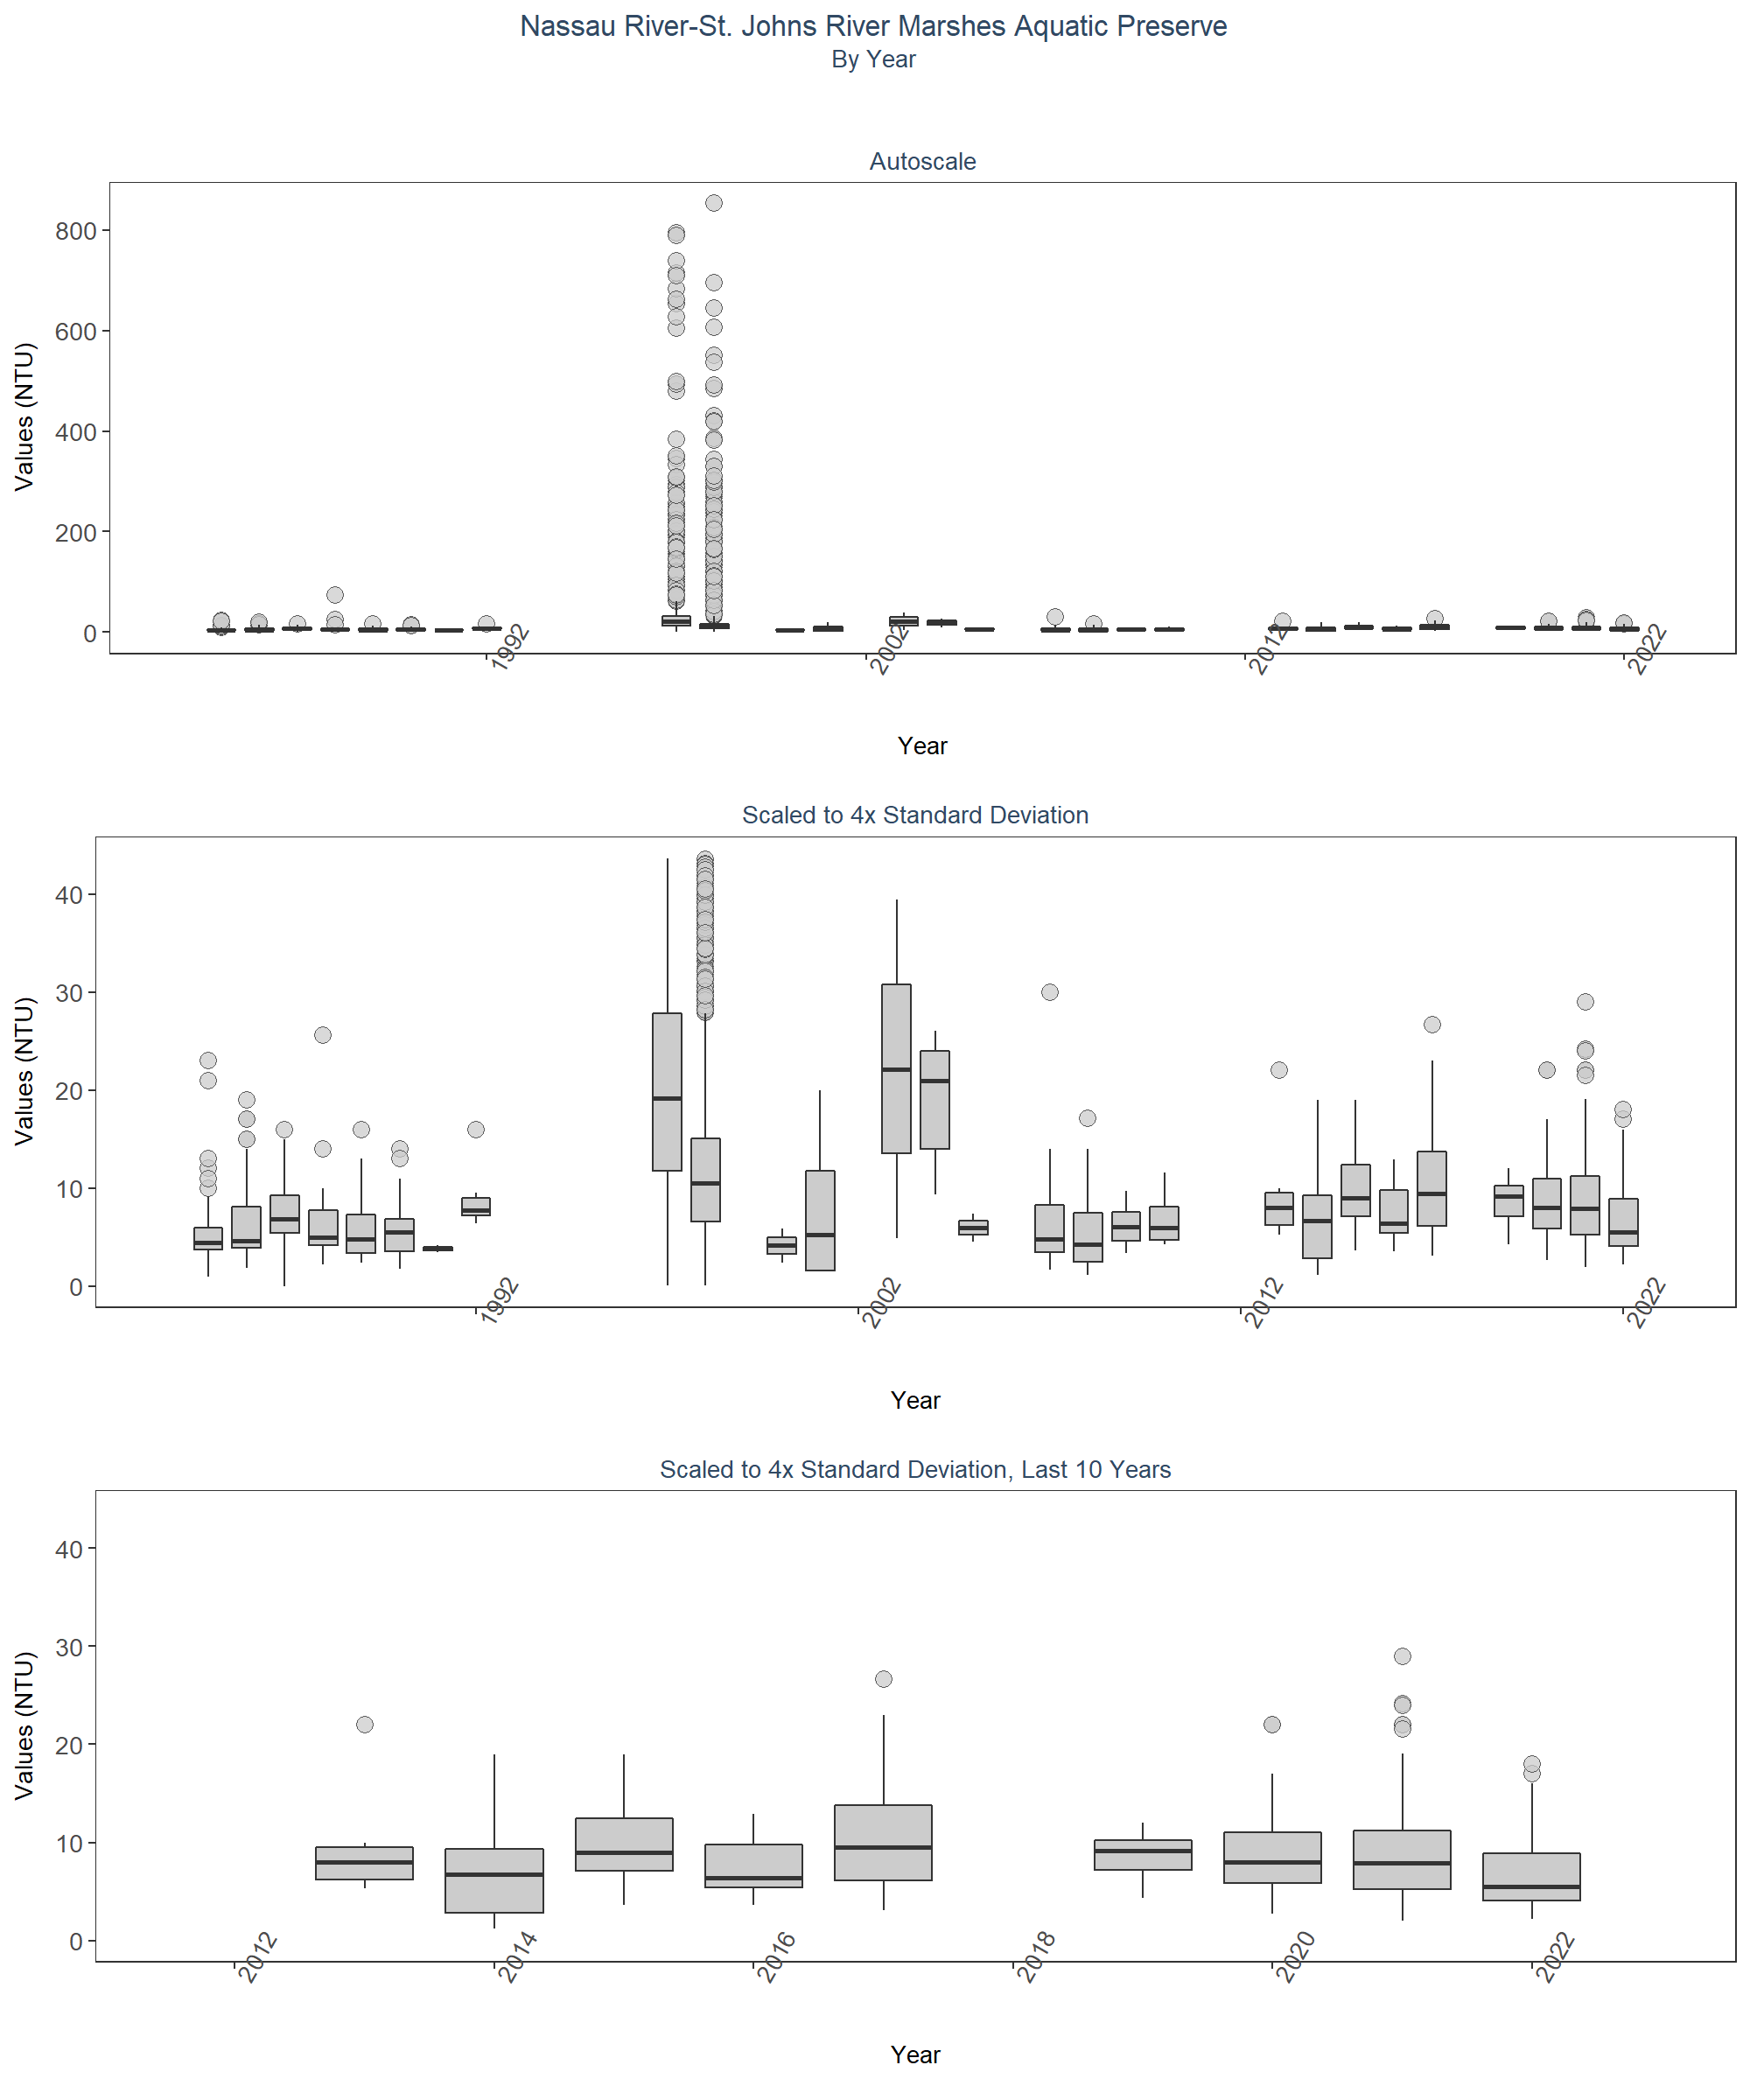 Nassau River-St. Johns River Marshes Aquatic Preserve
By Year
Autoscale
Values (NTU)
800
600
400
200
0
1992
2002
2012
2022
Year
Scaled to 4x Standard Deviation
Values (NTU)
40
30
20
10
0
1992
2002
2012
2022
Year
Scaled to 4x Standard Deviation, Last 10 Years
Values (NTU)
40
30
20
10
0
2012
2014
2016
2018
2020
2022
Year